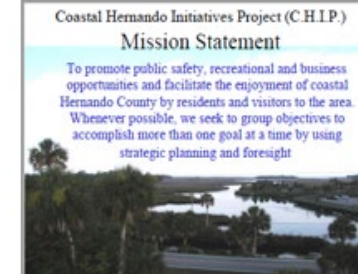 Coastal Hernando Initiatives Project (C.H.I.P.)
Mission Statement
To promote public safety, recreational and business
opportunities and facilitate the enjoyment of coastal
Hernando County by residents and visitors to the area.
Whenever possible, we seek to group objectives to
accomplish more than one goal at a time by using
strategic planning and foresight